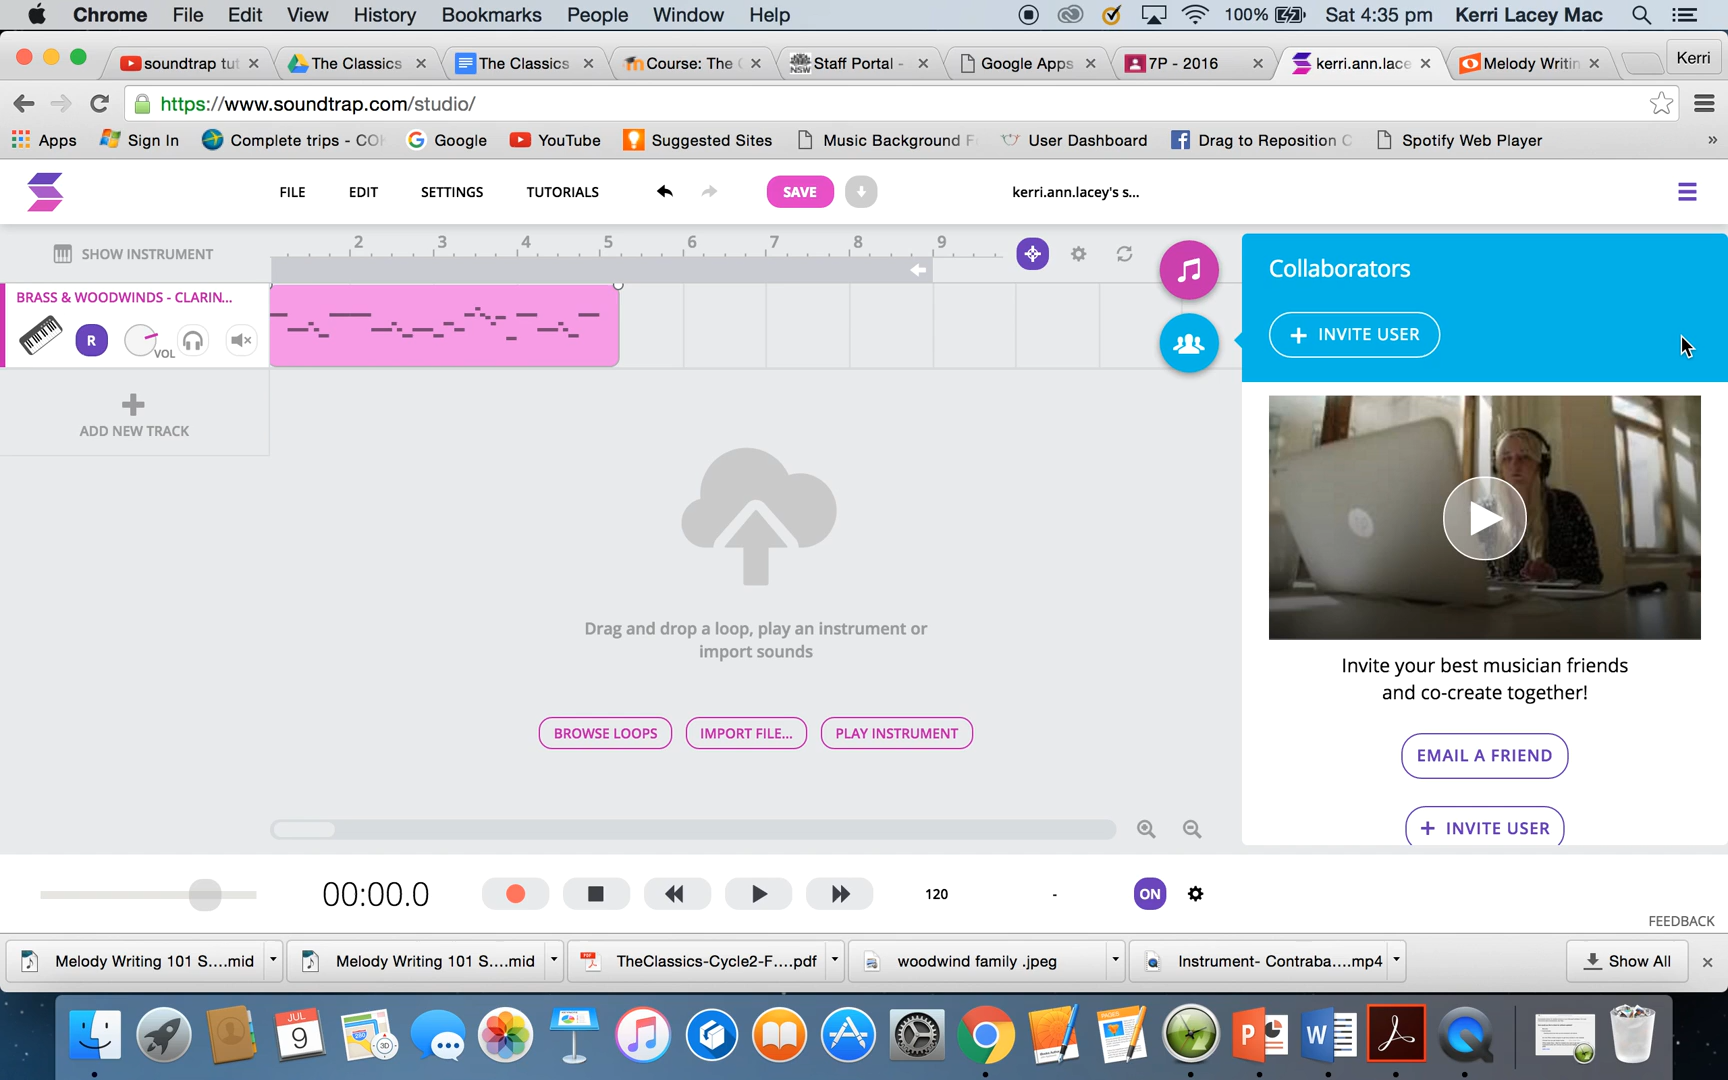 Chrome File Edit View History Bookmarks People Window Help 100% Sat 4:35 pm Kerri Lacey Mac
soundtrap tut The Classics The Classics Course: The Staff Portal - Google Apps 7P - 2016 kerri.ann.lace Melody Writin Kerri
https://www.soundtrap.com/studio/
Apps Sign In Complete trips - CO Google YouTube Suggested Sites Music Background F User Dashboard Drag to Reposition C Spotify Web Player »
FILE EDIT SETTINGS TUTORIALS SAVE kerri.ann.lacey's s...
SHOW INSTRUMENT 2 3 4 5 6 7 8 9
Collaborators
BRASS & WOODWINDS - CLARIN...
R VOL
+ INVITE USER
ADD NEW TRACK
Drag and drop a loop, play an instrument or
import sounds
Invite your best musician friends
and co-create together!
BROWSE LOOPS IMPORT FILE... PLAY INSTRUMENT
EMAIL A FRIEND
+ INVITE USER
00:00.0 120 - ON
FEEDBACK
Melody Writing 101 S....mid Melody Writing 101 S....mid TheClassics-Cycle2-F....pdf woodwind family .jpeg Instrument- Contraba....mp4 Show All
JUL
9
3D
P W